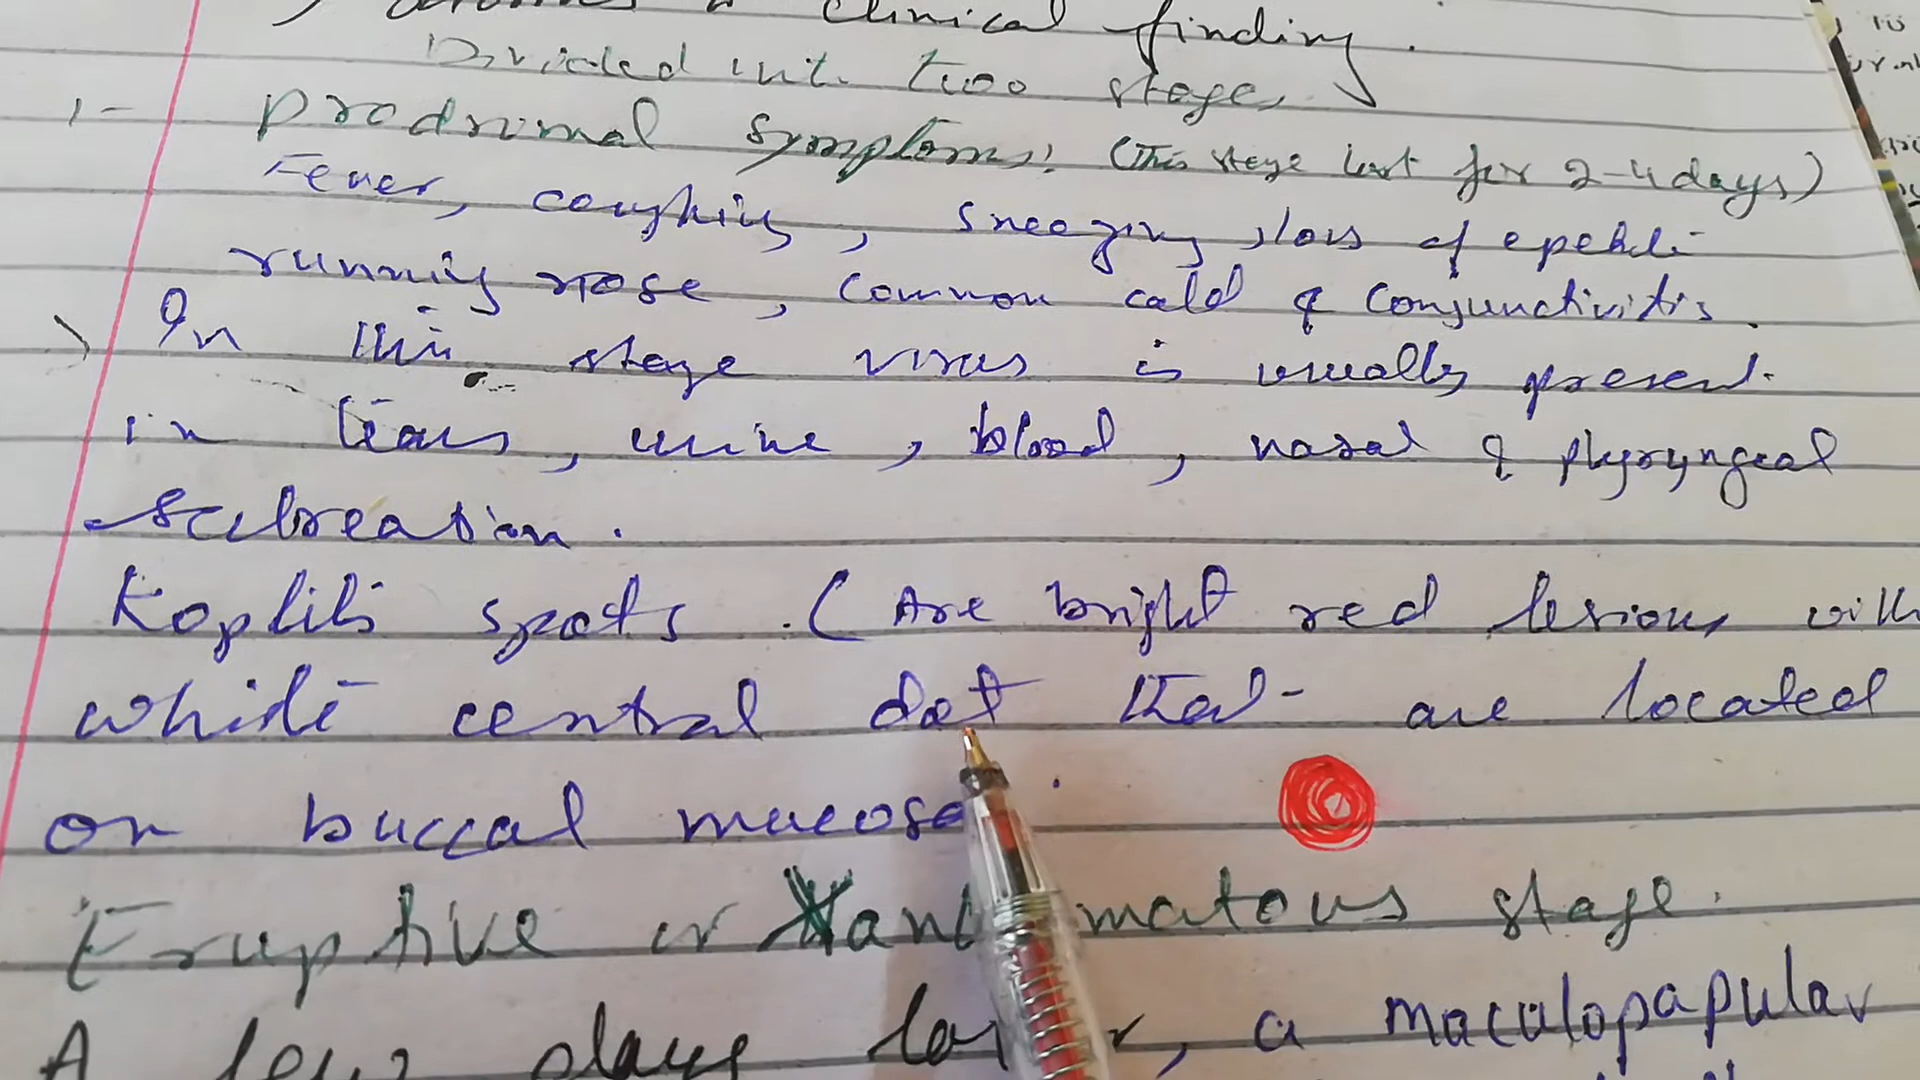 clinical finding.
Divided into two stage,
1- Prodromal symptoms: (This stage last for 2-4 days)
Fever, coughing, sneezing, loss of
running nose, common cold & conjunctivitis.
In this stage virus is usually present
in tears, urine, blood, nasal & phyryngeal
.
Koplik spots. (Are bright red lesions with
white central dot that are located
on buccal mucosa
Eruptive or matous stage.
A few days, a maculopapular